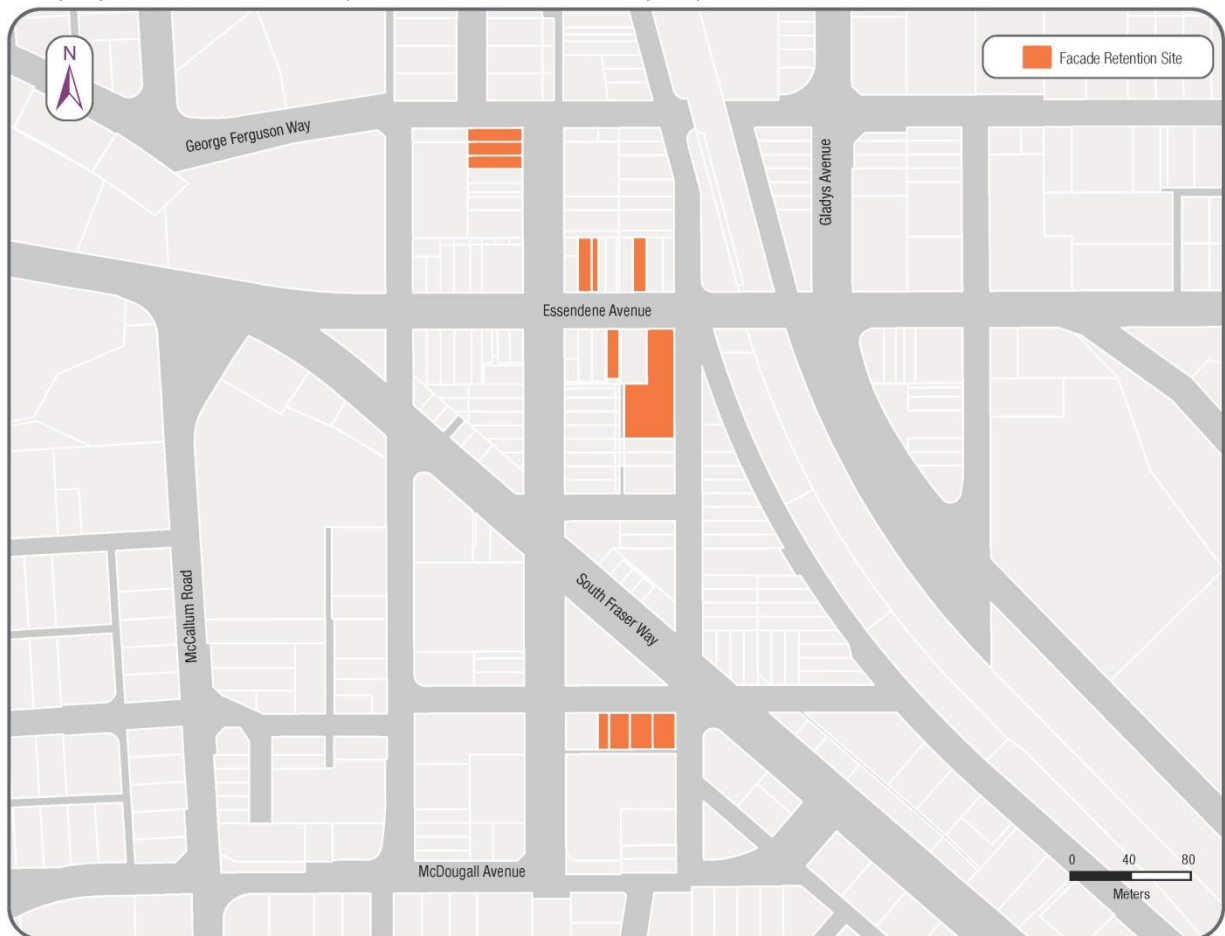 N
Facade Retention Site
George Ferguson Way
Gladys Avenue
Essendene Avenue
McCallum Road
South Fraser Way
McDougall Avenue
0 40 80
Meters